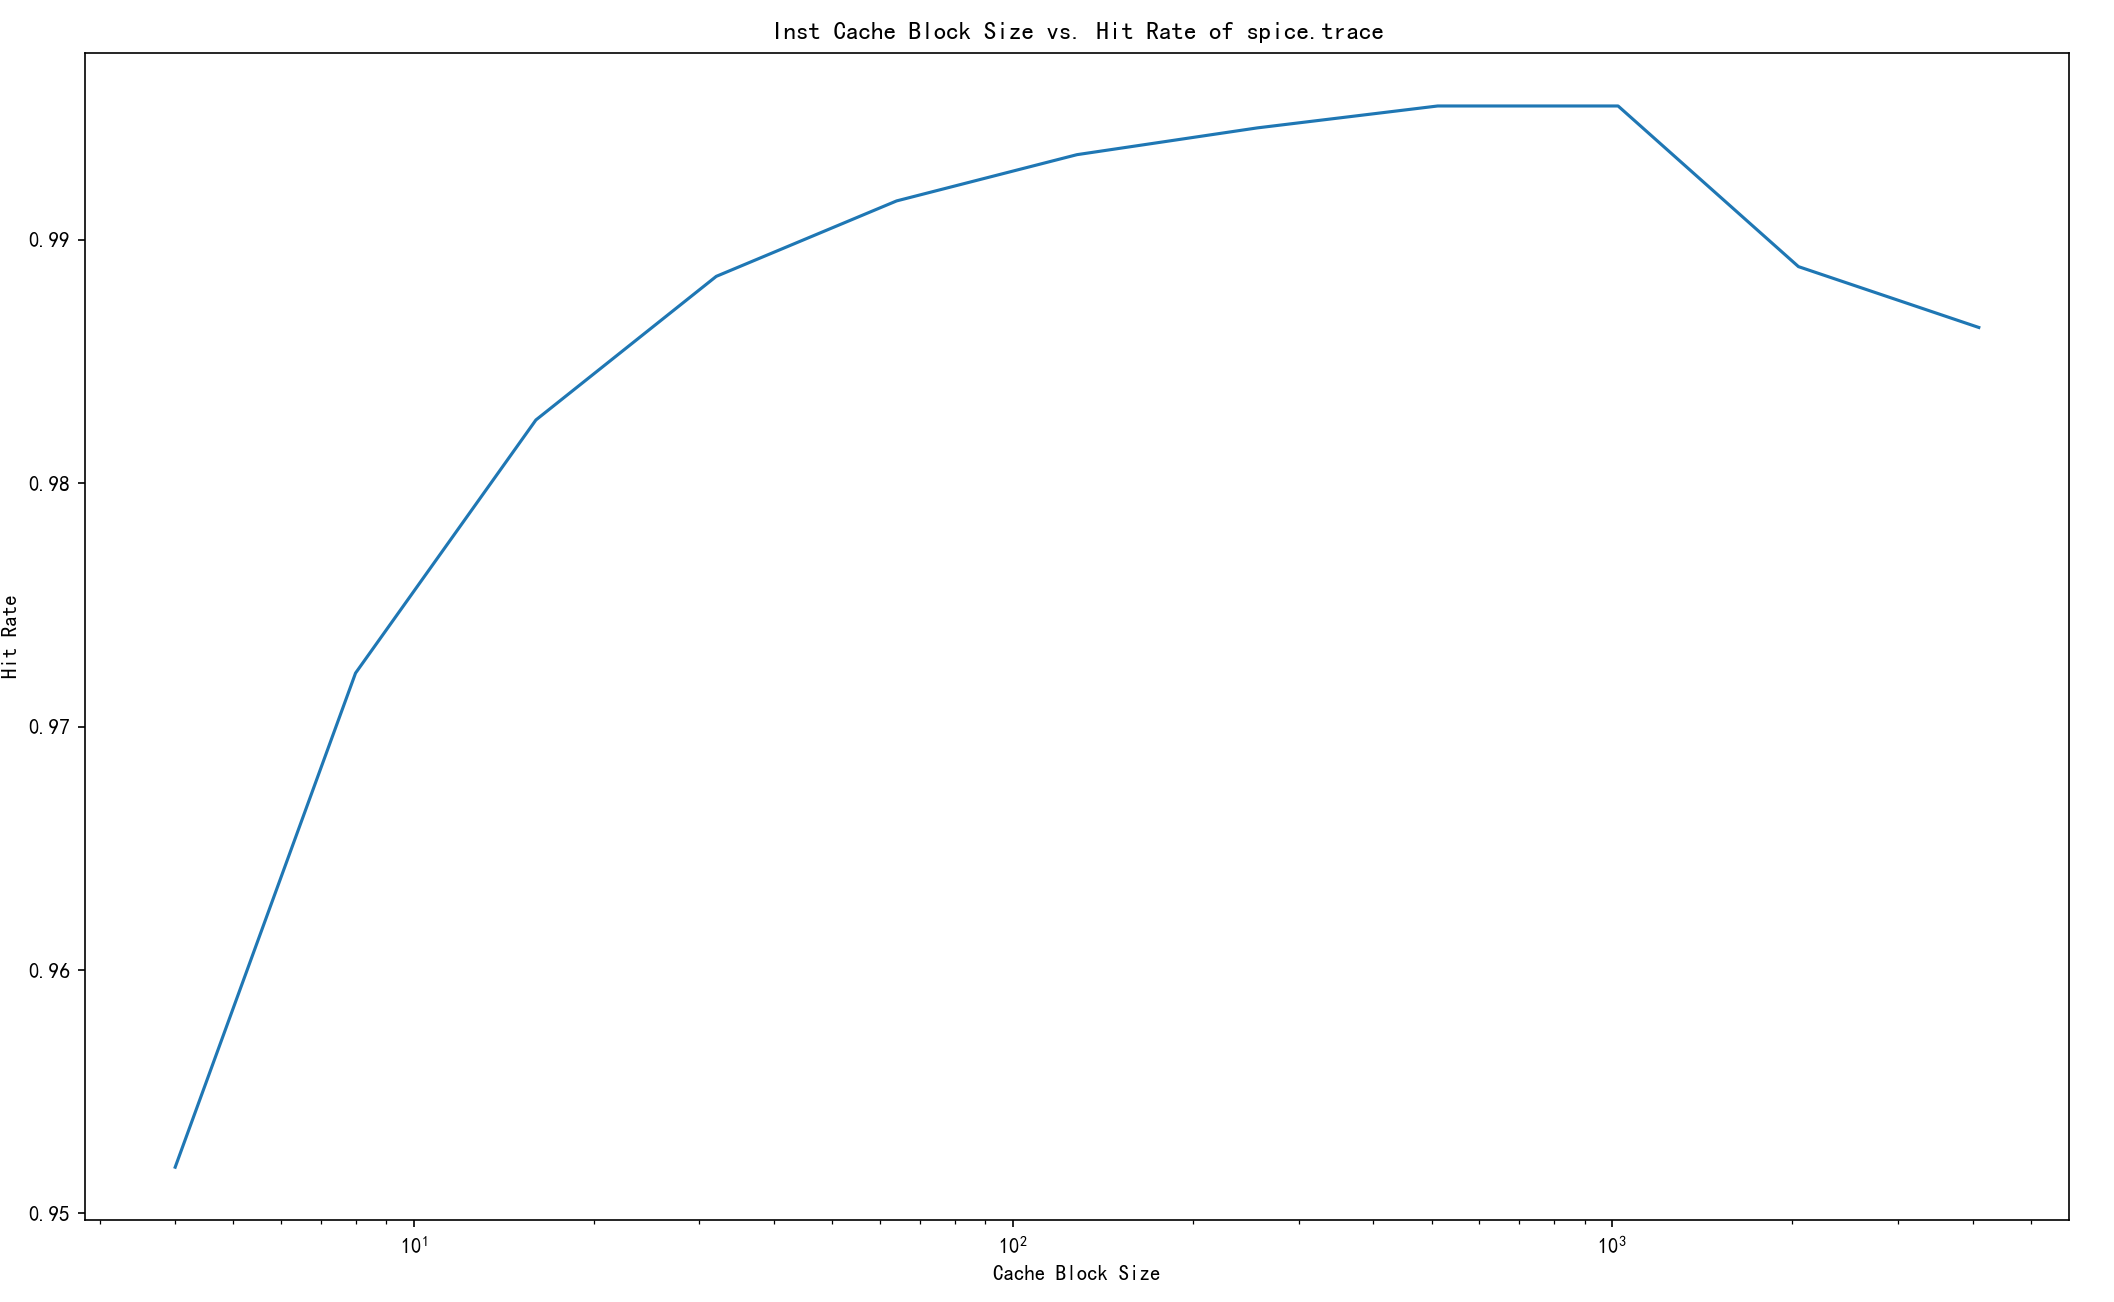 Inst Cache Block Size vs. Hit Rate of spice.trace
Hit Rate
0.99
0.98
0.97
0.96
0.95
10¹ 10² 10³
Cache Block Size